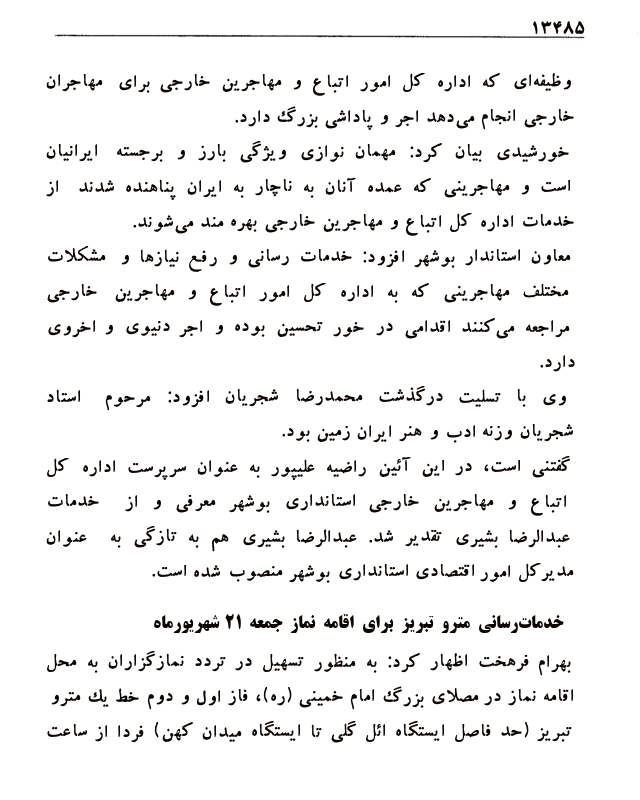 ۱۳۴۸۵
وظیفه‌ای که اداره کل امور اتباع و مهاجرین خارجی برای مهاجران
خارجی انجام می‌دهد اجر و پاداشی بزرگ دارد.
خورشیدی بیان کرد: مهمان نوازی ویژگی بارز و برجسته ایرانیان
است و مهاجرینی که عمده آنان به ناچار به ایران پناهنده شدند از
خدمات اداره کل اتباع و مهاجرین خارجی بهره مند می‌شوند.
معاون استاندار بوشهر افزود: خدمات رسانی و رفع نیازها و مشکلات
مختلف مهاجرینی که به اداره کل امور اتباع و مهاجرین خارجی
مراجعه می‌کنند اقدامی در خور تحسین بوده و اجر دنیوی و اخروی
دارد.
وی با تسلیت درگذشت محمدرضا شجریان افزود: مرحوم استاد
شجریان وزنه ادب و هنر ایران زمین بود.
گفتنی است، در این آئین راضیه علیپور به عنوان سرپرست اداره کل
اتباع و مهاجرین خارجی استانداری بوشهر معرفی و از خدمات
عبدالرضا بشیری تقدیر شد. عبدالرضا بشیری هم به تازگی به عنوان
مدیرکل امور اقتصادی استانداری بوشهر منصوب شده است.
خدمات‌رسانی مترو تبریز برای اقامه نماز جمعه ۲۱ شهریورماه
بهرام فرهخت اظهار کرد: به منظور تسهیل در تردد نمازگزاران به محل
اقامه نماز در مصلای بزرگ امام خمینی (ره)، فاز اول و دوم خط یك مترو
تبریز (حد فاصل ایستگاه ائل گلی تا ایستگاه میدان کهن) فردا از ساعت